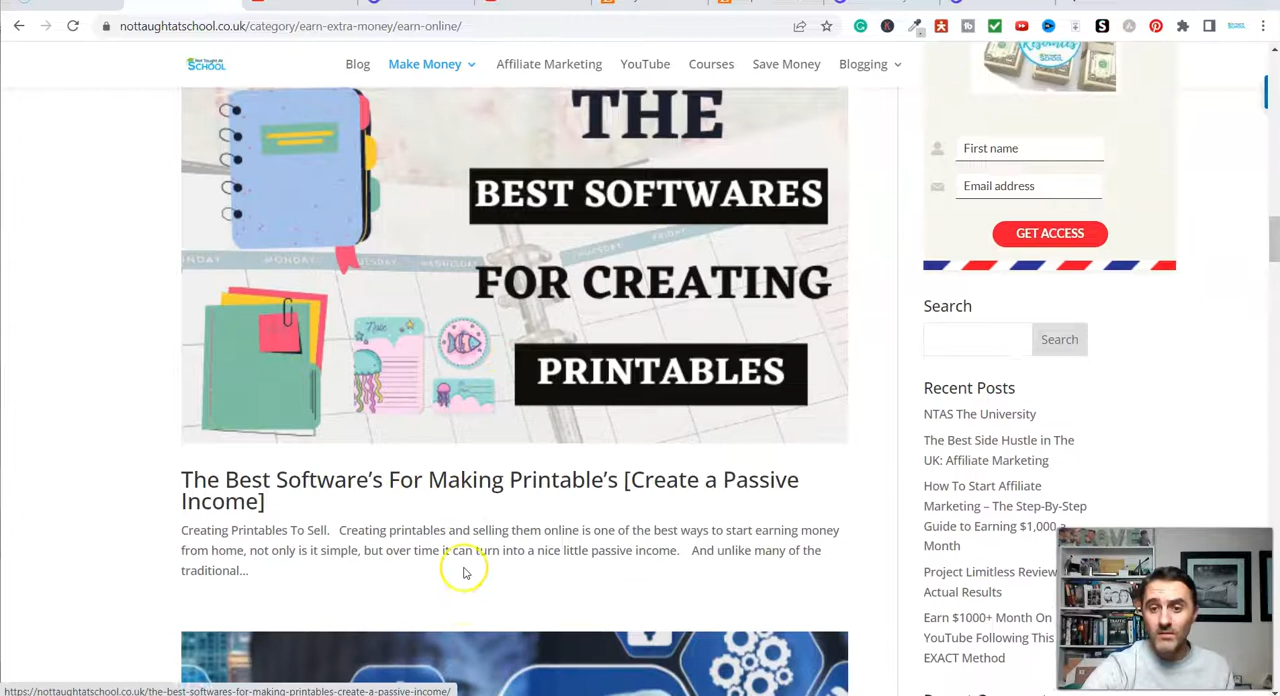 nottaughtatschool.co.uk/category/earn-extra-money/earn-online/
Not Taught At
SCHOOL
Blog
Make Money
Affiliate Marketing
YouTube
Courses
Save Money
Blogging
THE
BEST SOFTWARES
FOR CREATING
PRINTABLES
Resources
First name
Email address
GET ACCESS
Search
Search
Recent Posts
NTAS The University
The Best Side Hustle in The
UK: Affiliate Marketing
How To Start Affiliate
Marketing – The Step-By-Step
Guide to Earning $1,000 a
Month
Project Limitless Review
Actual Results
Earn $1000+ Month On
YouTube Following This
EXACT Method
The Best Software's For Making Printable's [Create a Passive
Income]
Creating Printables To Sell. Creating printables and selling them online is one of the best ways to start earning money
from home, not only is it simple, but over time it can turn into a nice little passive income. And unlike many of the
traditional...
https://nottaughtatschool.co.uk/the-best-softwares-for-making-printables-create-a-passive-income/